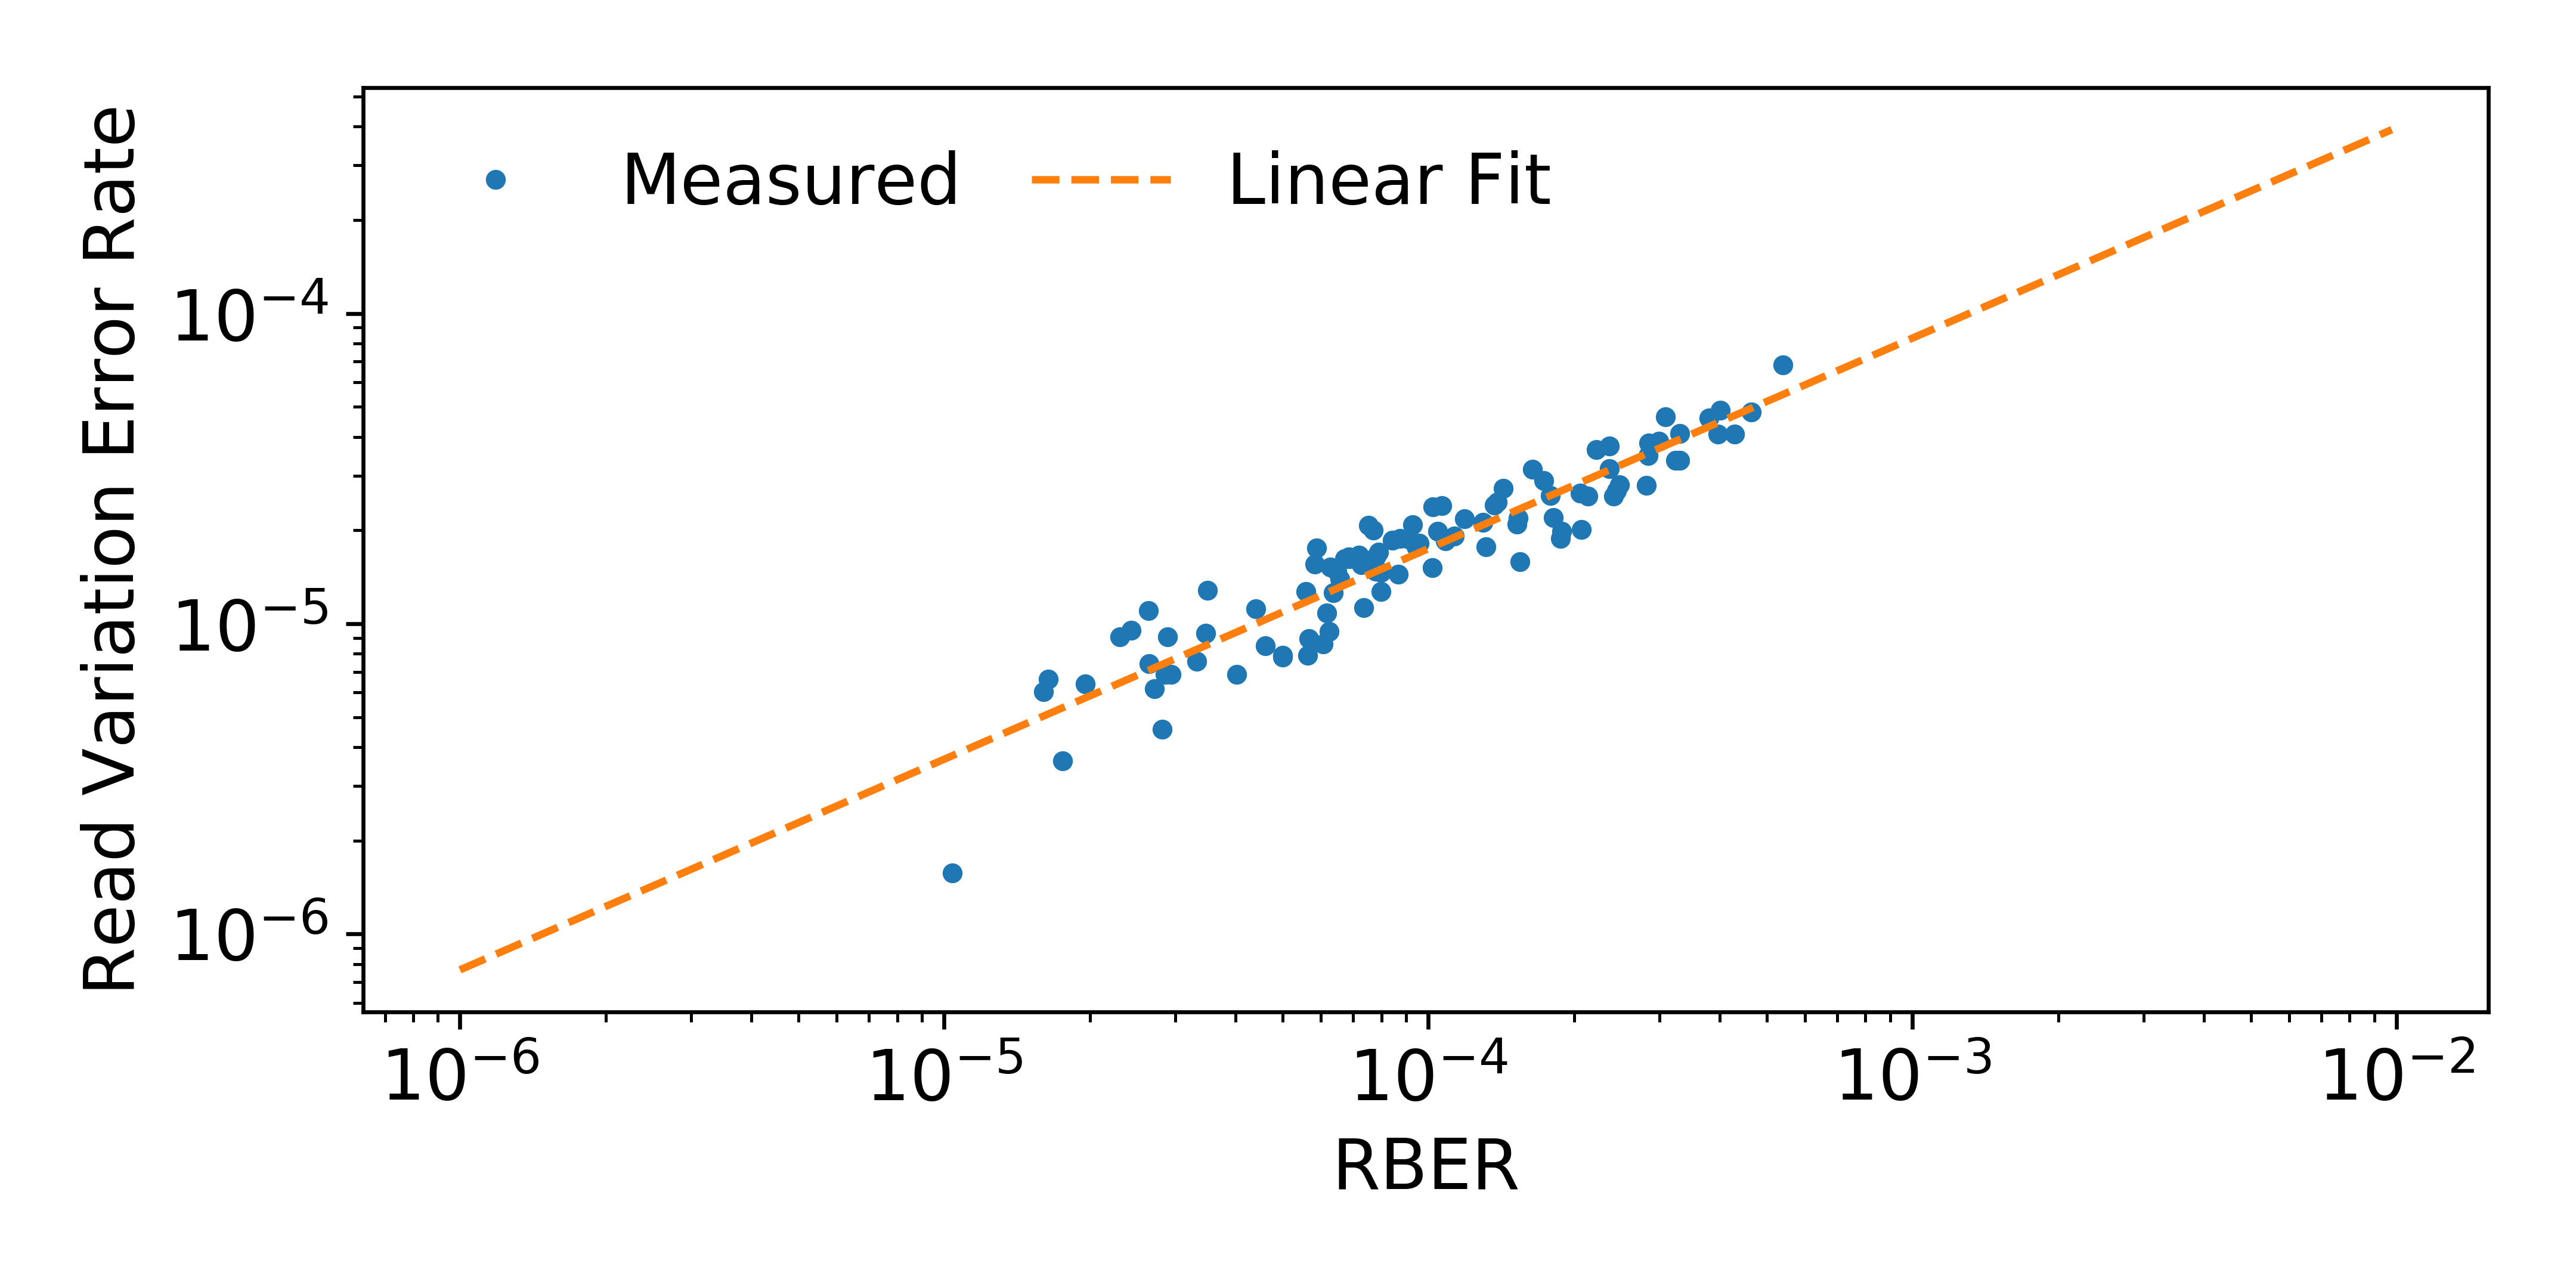 Read Variation Error Rate
Measured
Linear Fit
10⁻⁴
10⁻⁵
10⁻⁶
10⁻⁶ 10⁻⁵ 10⁻⁴ 10⁻³ 10⁻²
RBER